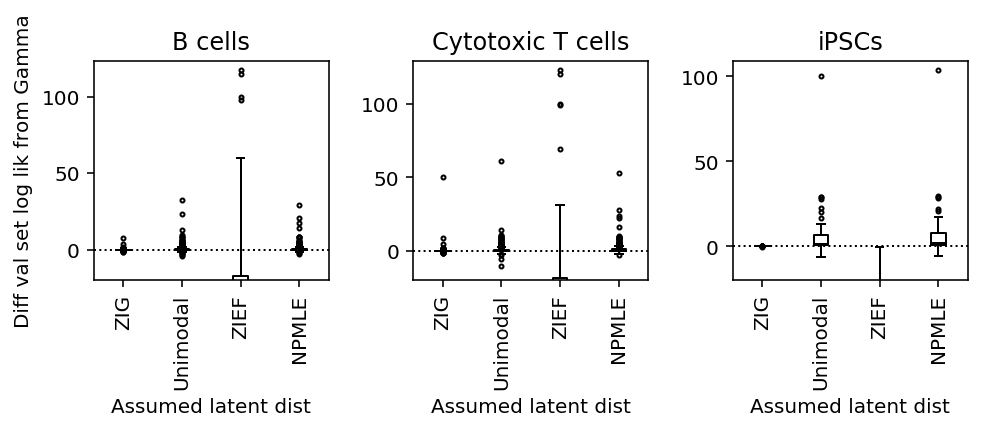 Diff val set log lik from Gamma
B cells
100
50
0
ZIG
Unimodal
ZIEF
NPMLE
Assumed latent dist
Cytotoxic T cells
100
50
0
ZIG
Unimodal
ZIEF
NPMLE
Assumed latent dist
iPSCs
100
50
0
ZIG
Unimodal
ZIEF
NPMLE
Assumed latent dist